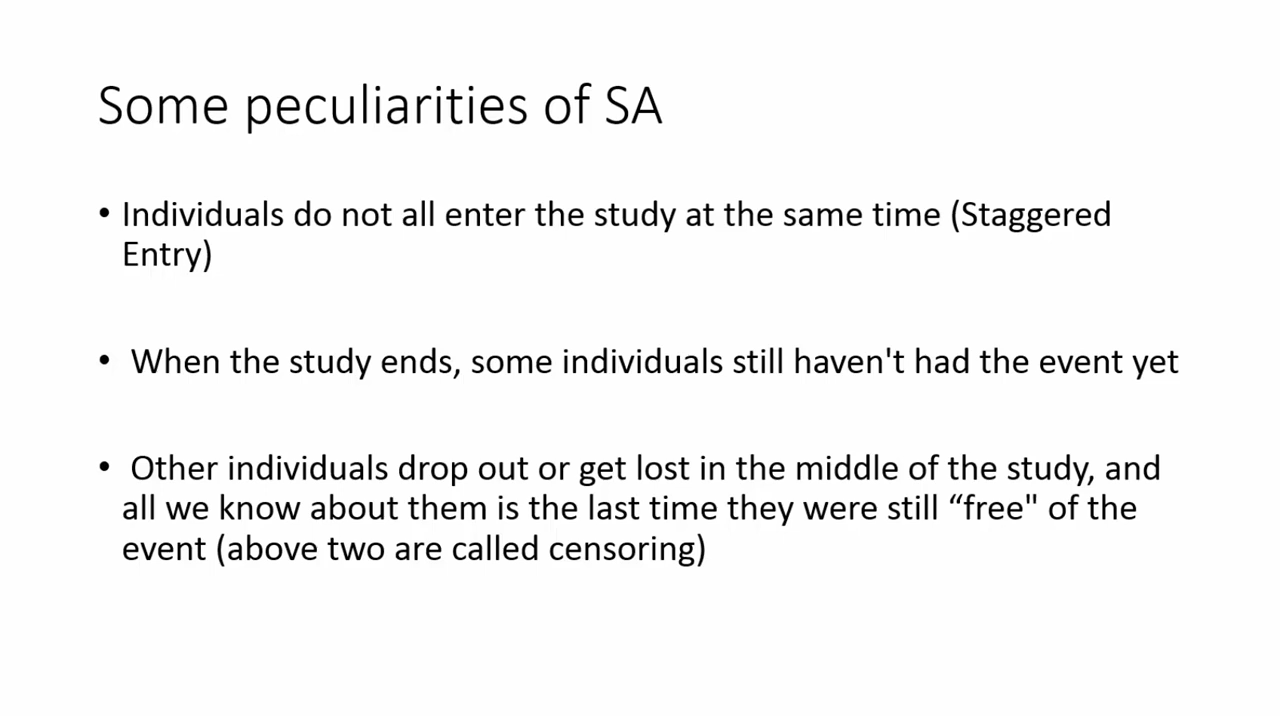 Some peculiarities of SA
• Individuals do not all enter the study at the same time (Staggered
Entry)
• When the study ends, some individuals still haven't had the event yet
• Other individuals drop out or get lost in the middle of the study, and
all we know about them is the last time they were still “free" of the
event (above two are called censoring)